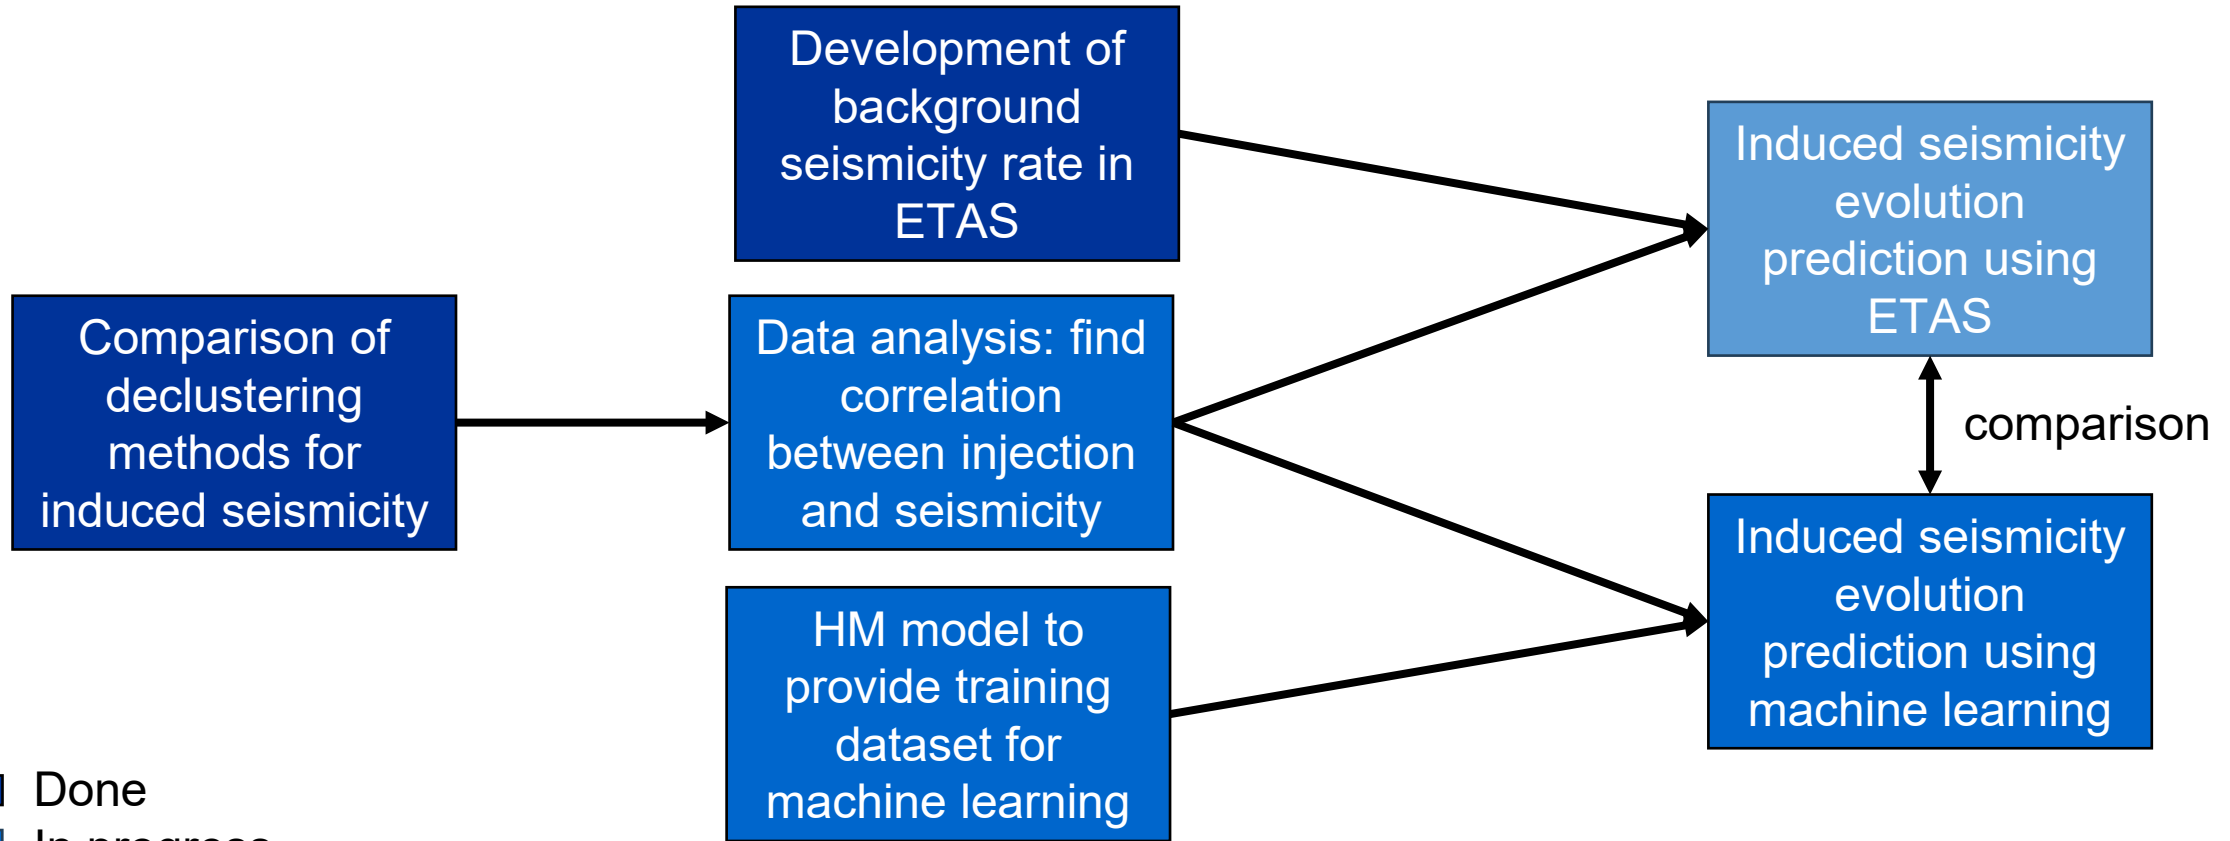 Development of
background
seismicity rate in
ETAS
Induced seismicity
evolution
prediction using
ETAS
Comparison of
declustering
methods for
induced seismicity
Data analysis: find
correlation
between injection
and seismicity
comparison
Induced seismicity
evolution
prediction using
machine learning
HM model to
provide training
dataset for
machine learning
Done
In progress